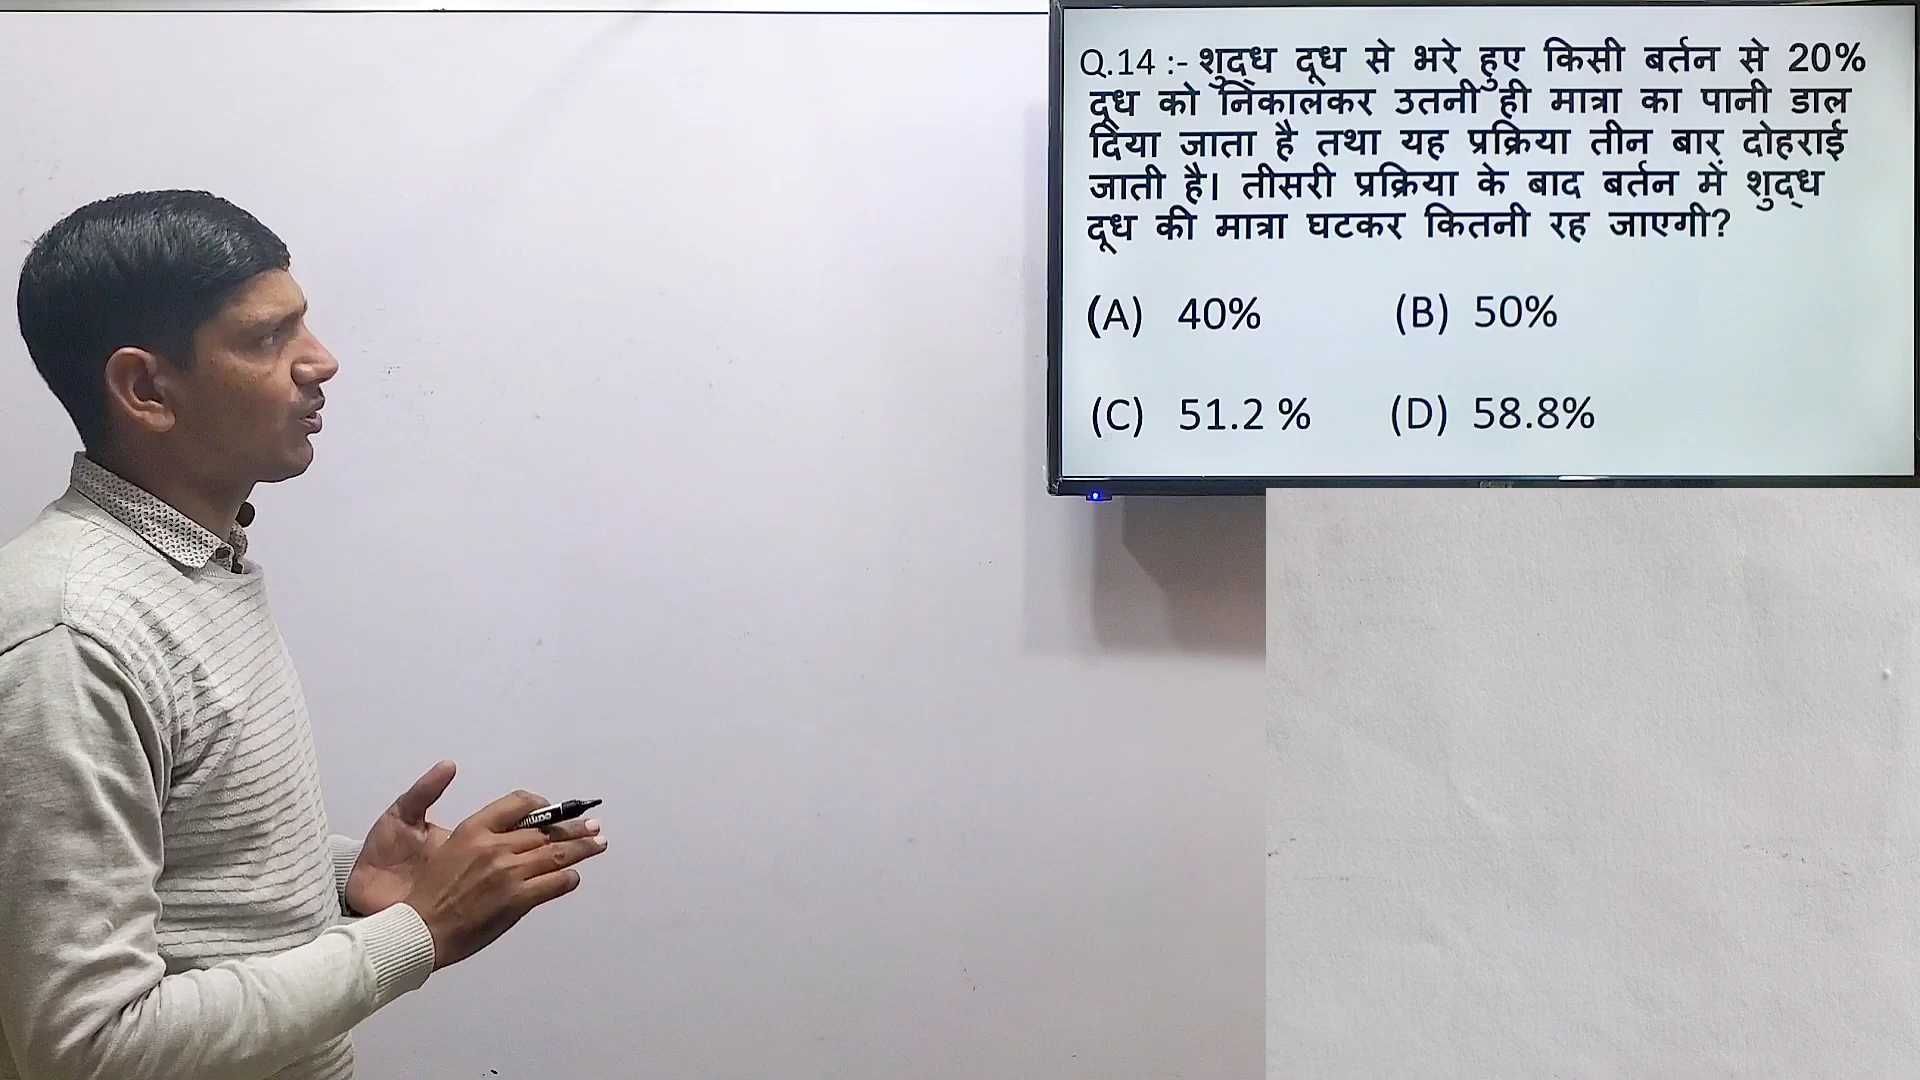 Q.14 :- शुद्ध दूध से भरे हुए किसी बर्तन से 20%
दूध को निकालकर उतनी ही मात्रा का पानी डाल
दिया जाता है तथा यह प्रक्रिया तीन बार दोहराई
जाती है। तीसरी प्रक्रिया के बाद बर्तन में शुद्ध
दूध की मात्रा घटकर कितनी रह जाएगी?
(A) 40% (B) 50%
(C) 51.2 % (D) 58.8%